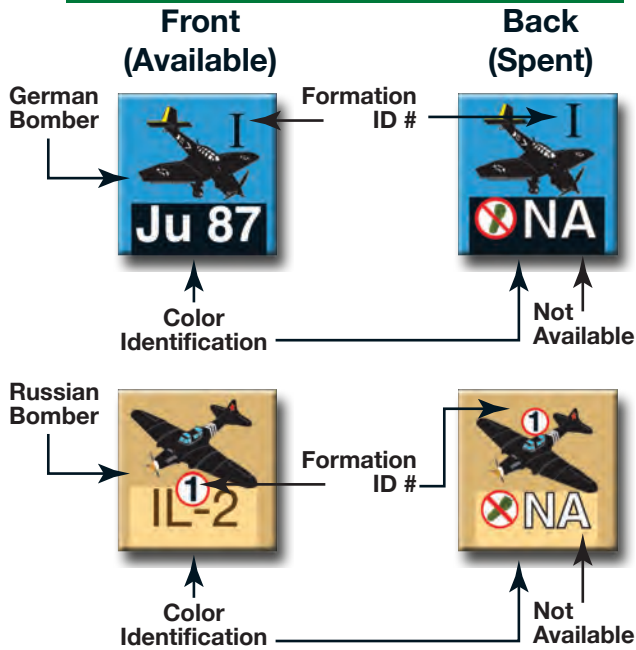 Front
(Available)
Back
(Spent)
German
Bomber
Formation
ID #
I
Ju 87
I
NA
Color
Identification
Not
Available
Russian
Bomber
Formation
ID #
1
IL-2
1
NA
Color
Identification
Not
Available